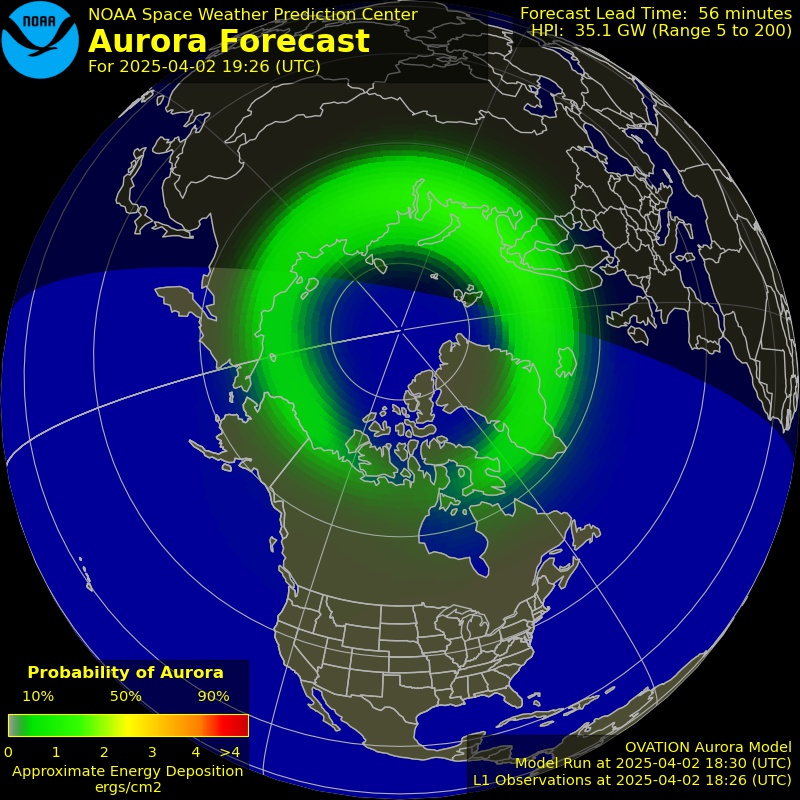 NOAA
NOAA Space Weather Prediction Center
Aurora Forecast
For 2025-04-02 19:26 (UTC)
Forecast Lead Time: 56 minutes
HPI: 35.1 GW (Range 5 to 200)
Probability of Aurora
10% 50% 90%
0 1 2 3 4 >4
Approximate Energy Deposition
ergs/cm2
OVATION Aurora Model
Model Run at 2025-04-02 18:30 (UTC)
L1 Observations at 2025-04-02 18:26 (UTC)